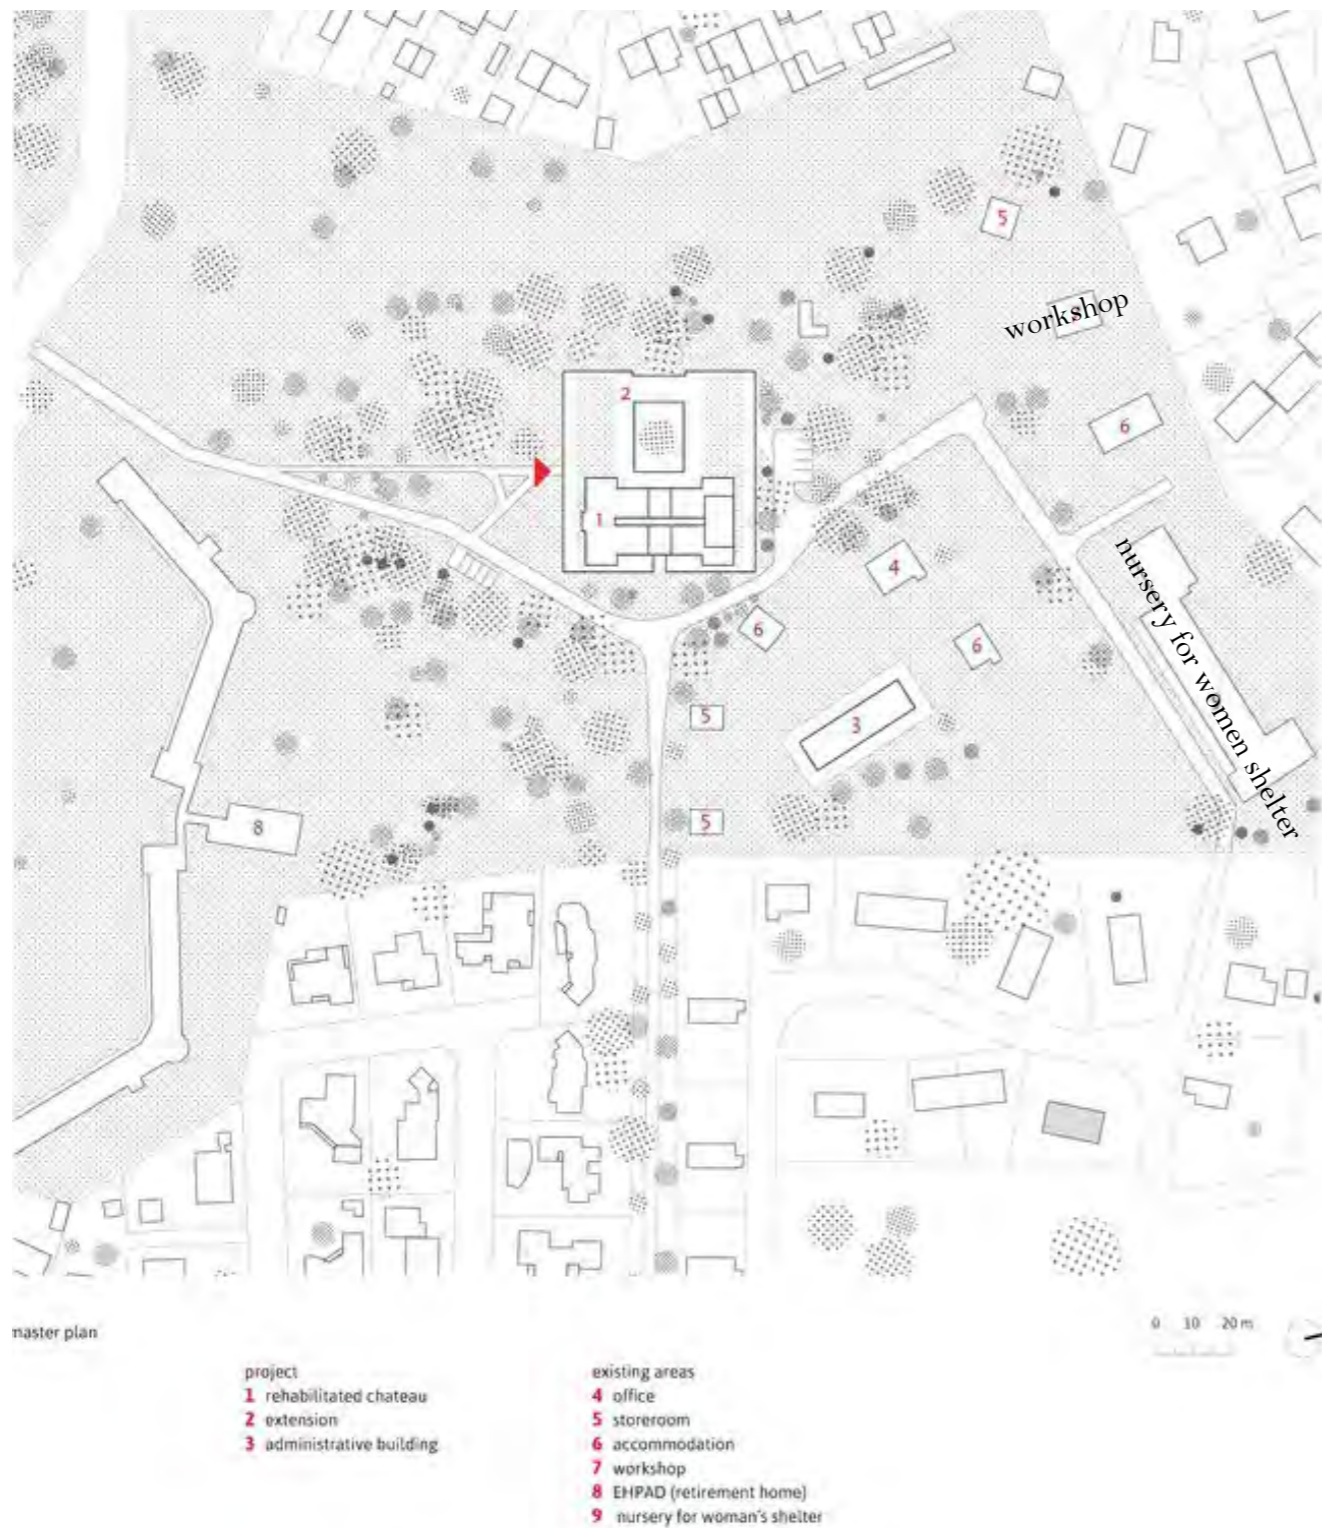 5
workshop
2
6
1
nursery for women shelter
4
6
6
5
3
5
8
master plan
0 10 20 m
project
1 rehabilitated chateau
2 extension
3 administrative building
existing areas
4 office
5 storeroom
6 accommodation
7 workshop
8 EHPAD (retirement home)
9 nursery for woman's shelter